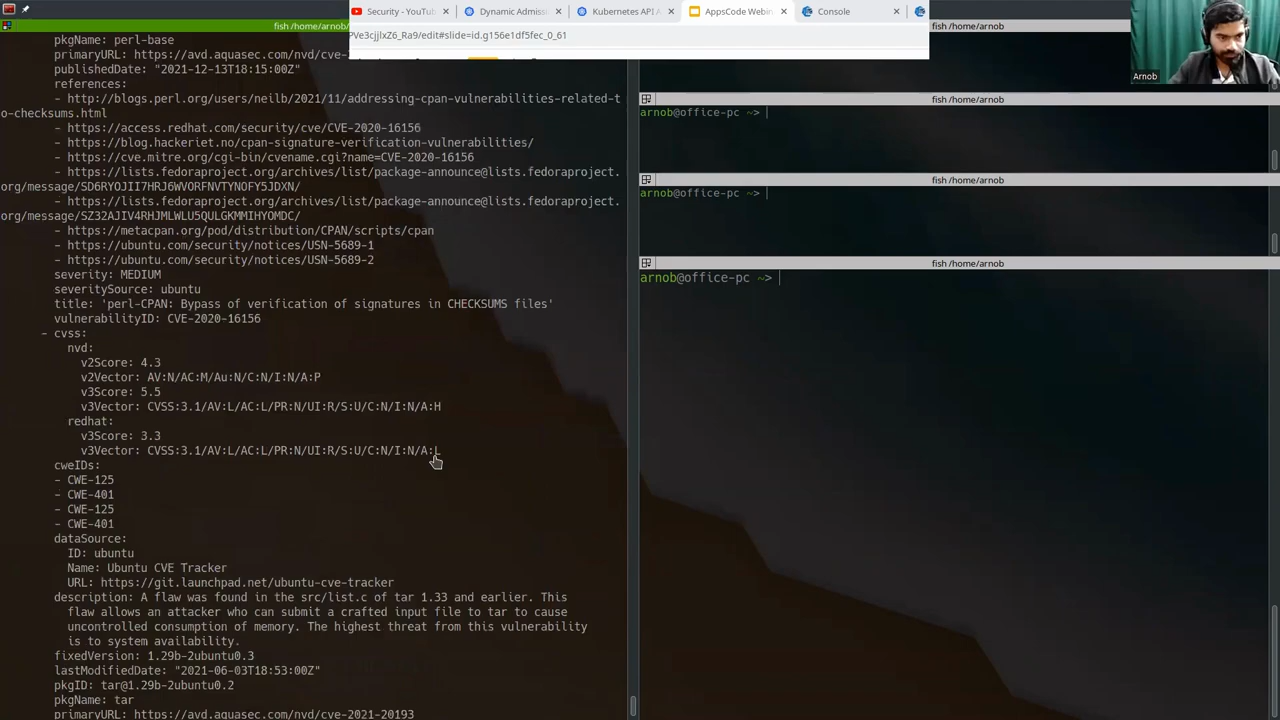 fish /home/arnob/
Security - YouTub
Dynamic Admiss
Kubernetes API A
AppsCode Webin
Console
PVe3cjjlxZ6_Ra9/edit#slide=id.g156e1df5fec_0_61
fish /home/arnob
Arnob
pkgName: perl-base
primaryURL: https://avd.aquasec.com/nvd/cve-
publishedDate: "2021-12-13T18:15:00Z"
references:
- http://blogs.perl.org/users/neilb/2021/11/addressing-cpan-vulnerabilities-related-t
o-checksums.html
- https://access.redhat.com/security/cve/CVE-2020-16156
- https://blog.hackeriet.no/cpan-signature-verification-vulnerabilities/
- https://cve.mitre.org/cgi-bin/cvename.cgi?name=CVE-2020-16156
- https://lists.fedoraproject.org/archives/list/package-announce@lists.fedoraproject.
org/message/SD6RYOJII7HRJ6WVORFNVTYNOFY5JDXN/
- https://lists.fedoraproject.org/archives/list/package-announce@lists.fedoraproject.
org/message/SZ32AJIV4RHJMLWLU5QULGKMMIHYOMDC/
- https://metacpan.org/pod/distribution/CPAN/scripts/cpan
- https://ubuntu.com/security/notices/USN-5689-1
- https://ubuntu.com/security/notices/USN-5689-2
severity: MEDIUM
severitySource: ubuntu
title: 'perl-CPAN: Bypass of verification of signatures in CHECKSUMS files'
vulnerabilityID: CVE-2020-16156
- cvss:
nvd:
v2Score: 4.3
v2Vector: AV:N/AC:M/Au:N/C:N/I:N/A:P
v3Score: 5.5
v3Vector: CVSS:3.1/AV:L/AC:L/PR:N/UI:R/S:U/C:N/I:N/A:H
redhat:
v3Score: 3.3
v3Vector: CVSS:3.1/AV:L/AC:L/PR:N/UI:R/S:U/C:N/I:N/A:L
cweIDs:
- CWE-125
- CWE-401
- CWE-125
- CWE-401
dataSource:
ID: ubuntu
Name: Ubuntu CVE Tracker
URL: https://git.launchpad.net/ubuntu-cve-tracker
description: A flaw was found in the src/list.c of tar 1.33 and earlier. This
flaw allows an attacker who can submit a crafted input file to tar to cause
uncontrolled consumption of memory. The highest threat from this vulnerability
is to system availability.
fixedVersion: 1.29b-2ubuntu0.3
lastModifiedDate: "2021-06-03T18:53:00Z"
pkgID: tar@1.29b-2ubuntu0.2
pkgName: tar
primaryURL: https://avd.aquasec.com/nvd/cve-2021-20193
fish /home/arnob
arnob@office-pc ~>
fish /home/arnob
arnob@office-pc ~>
fish /home/arnob
arnob@office-pc ~>